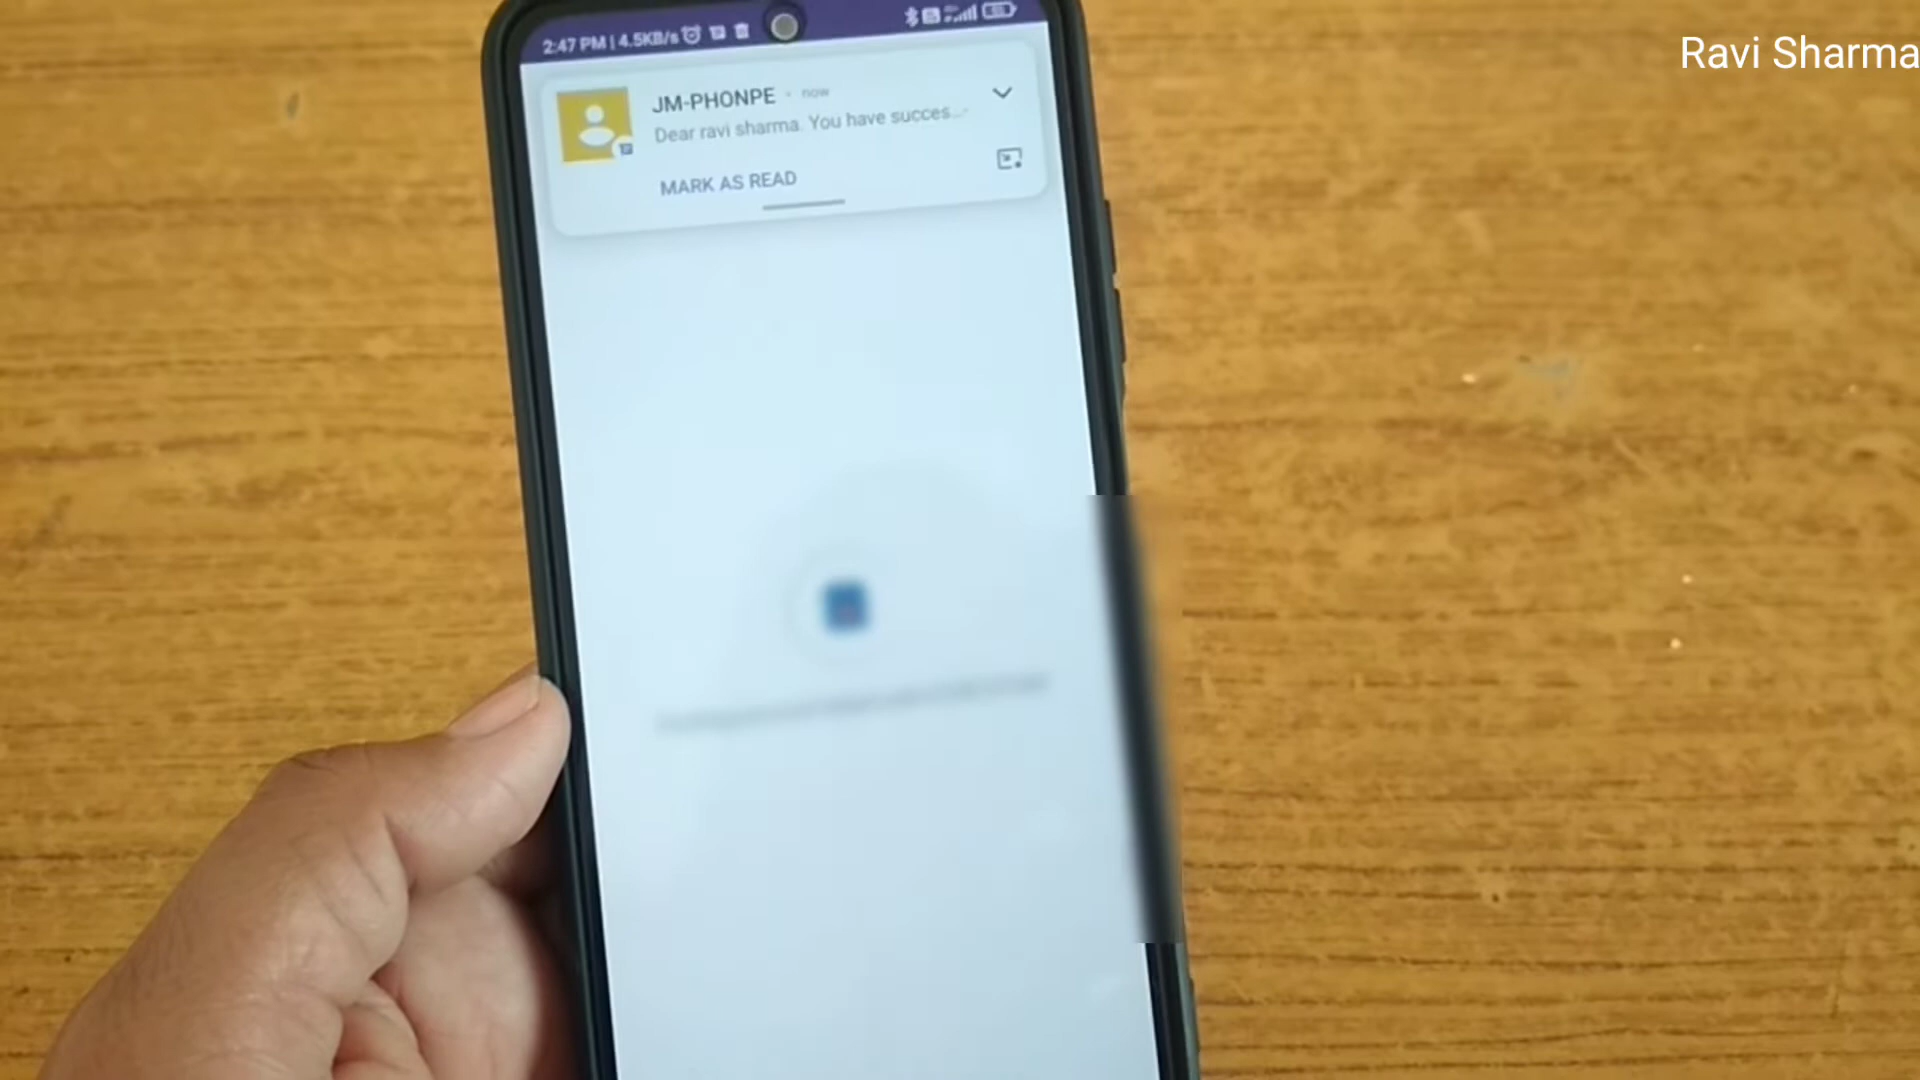 Ravi Sharma
2:47 PM | 4.5KB/s
JM-PHONPE • now
Dear ravi sharma. You have succes...
MARK AS READ